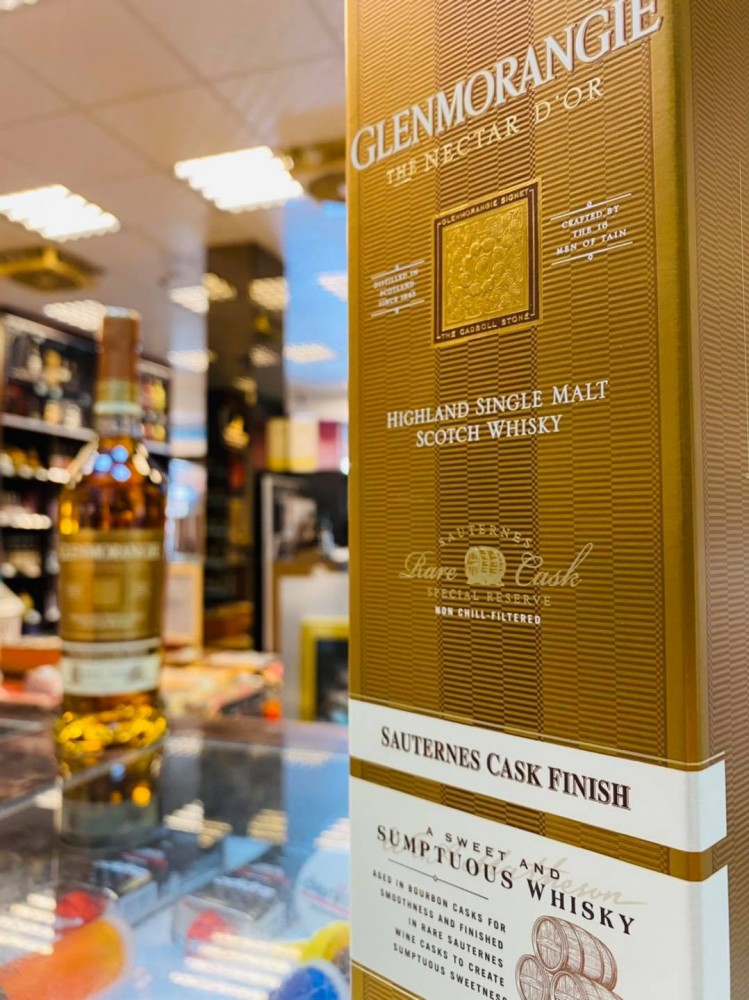 GLENMORANGIE
THE NECTAR D'OR
GLENMORANGIE SIGNET
THE CADBOLL STONE
DISTILLED IN
SCOTLAND
SINCE 1843
CRAFTED BY
THE 16
MEN OF TAIN
HIGHLAND SINGLE MALT
SCOTCH WHISKY
SAUTERNES
Rare Cask
SPECIAL RESERVE
NON CHILL-FILTERED
SAUTERNES CASK FINISH
A SWEET AND
SUMPTUOUS WHISKY
AGED IN BOURBON CASKS FOR
SMOOTHNESS AND FINISHED
IN RARE SAUTERNES
WINE CASKS TO CREATE
SUMPTUOUS SWEETNESS
GLENMORANGIE